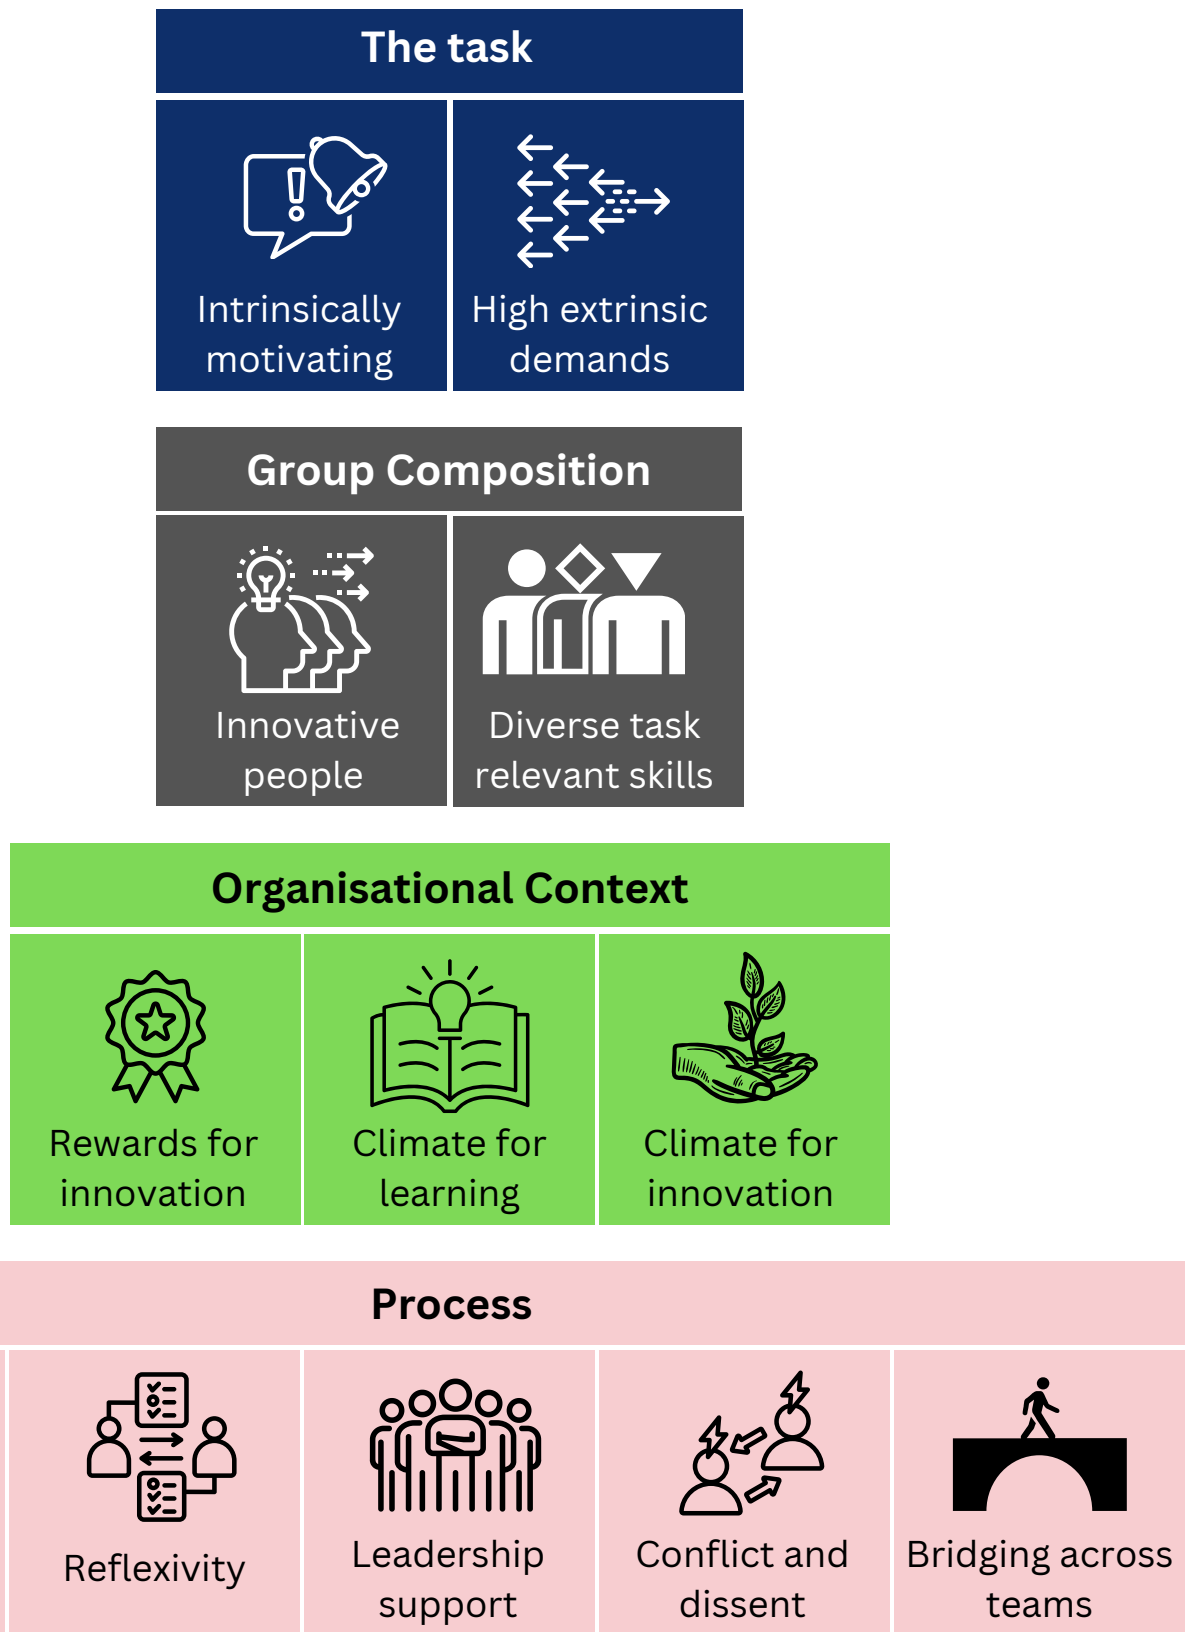 The task
Intrinsically
motivating
High extrinsic
demands
Group Composition
Innovative
people
Diverse task
relevant skills
Organisational Context
Rewards for
innovation
Climate for
learning
Climate for
innovation
Process
Reflexivity
Leadership
support
Conflict and
dissent
Bridging across
teams